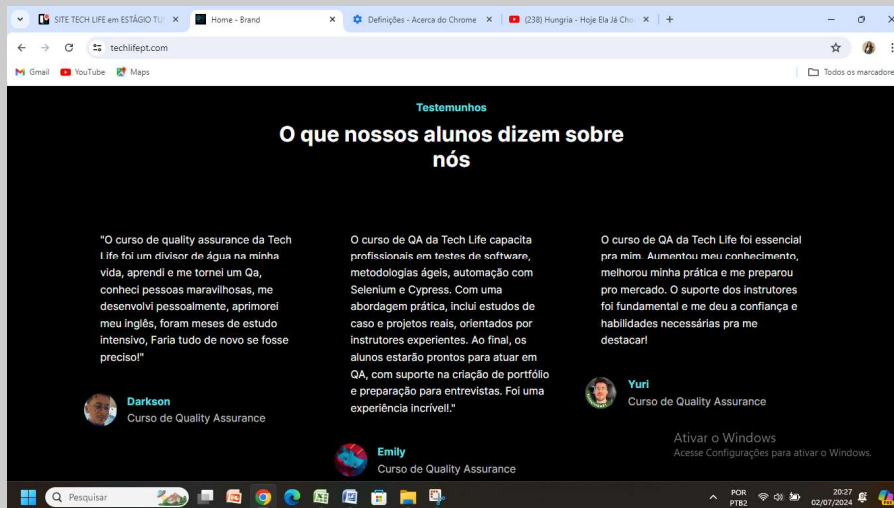 SITE TECH LIFE em ESTÁGIO TU
Home - Brand
Definições - Acerca do Chrome
(238) Hungria - Hoje Ela Já Cho
techlifept.com
Gmail
YouTube
Maps
Todos os marcadore
Testemunhos
O que nossos alunos dizem sobre
nós
"O curso de quality assurance da Tech
Life foi um divisor de água na minha
vida, aprendi e me tornei um Qa,
conheci pessoas maravilhosas, me
desenvolvi pessoalmente, aprimorei
meu inglês, foram meses de estudo
intensivo, Faria tudo de novo se fosse
preciso!"
Darkson
Curso de Quality Assurance
O curso de QA da Tech Life capacita
profissionais em testes de software,
metodologias ágeis, automação com
Selenium e Cypress. Com uma
abordagem prática, inclui estudos de
caso e projetos reais, orientados por
instrutores experientes. Ao final, os
alunos estarão prontos para atuar em
QA, com suporte na criação de portfólio
e preparação para entrevistas. Foi uma
experiência incrível!."
Emily
Curso de Quality Assurance
O curso de QA da Tech Life foi essencial
pra mim. Aumentou meu conhecimento,
melhorou minha prática e me preparou
pro mercado. O suporte dos instrutores
foi fundamental e me deu a confiança e
habilidades necessárias pra me
destacar!
Yuri
Curso de Quality Assurance
Ativar o Windows
Acesse Configurações para ativar o Windows.
Pesquisar
POR
PTB2
20:27
02/07/2024